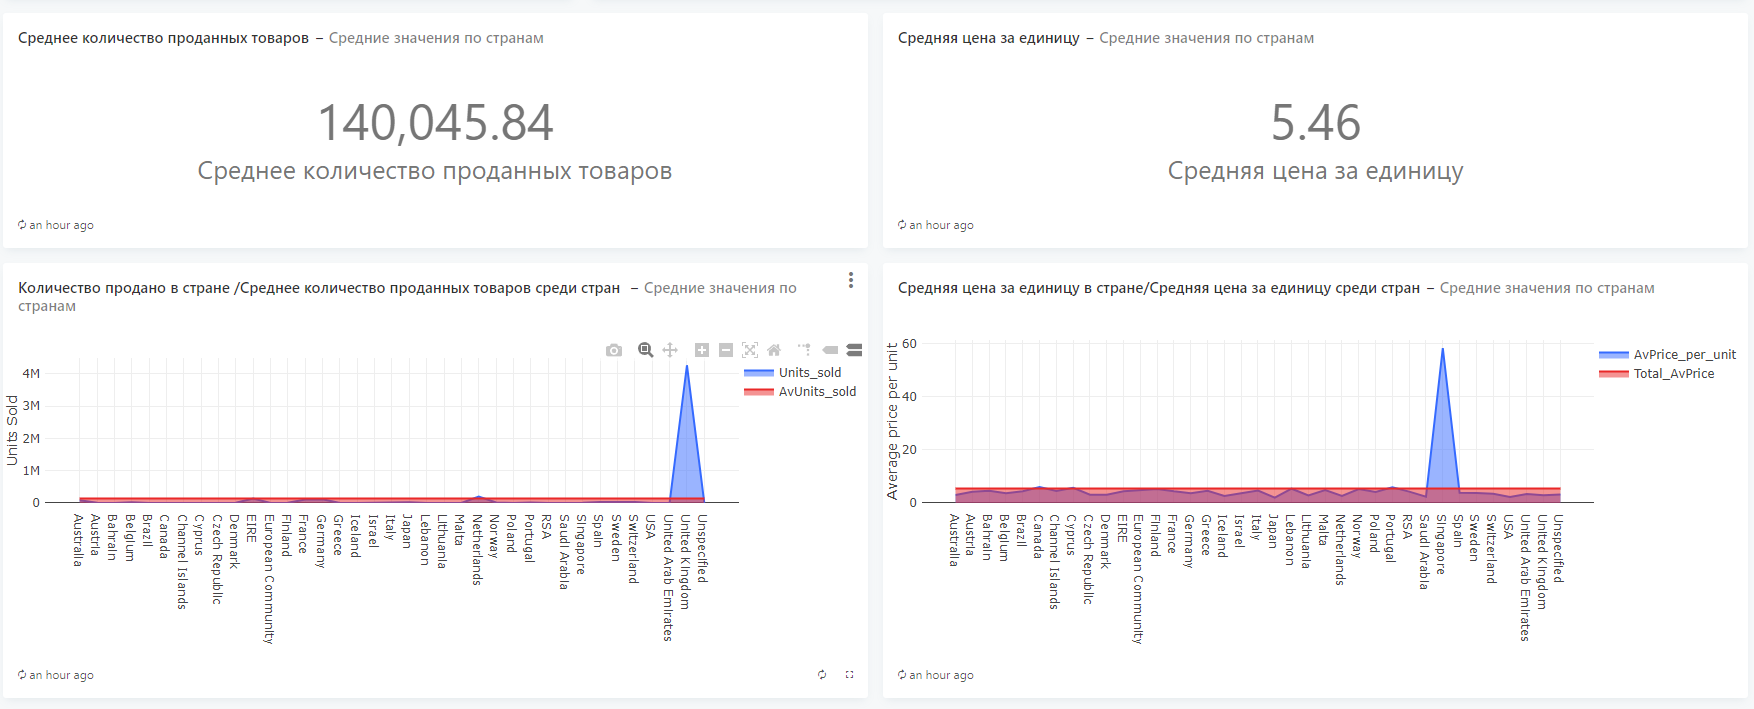 Среднее количество проданных товаров – Средние значения по странам
140,045.84
Среднее количество проданных товаров
an hour ago
Средняя цена за единицу – Средние значения по странам
5.46
Средняя цена за единицу
an hour ago
Количество продано в стране /Среднее количество проданных товаров среди стран – Средние значения по
странам
Units_sold
AvUnits_sold
Units Sold
4M
3M
2M
1M
0
Australia
Austria
Bahrain
Belgium
Brazil
Canada
Channel Islands
Cyprus
Czech Republic
Denmark
EIRE
European Community
Finland
France
Germany
Greece
Iceland
Israel
Italy
Japan
Lebanon
Lithuania
Malta
Netherlands
Norway
Poland
Portugal
RSA
Saudi Arabia
Singapore
Spain
Sweden
Switzerland
USA
United Arab Emirates
United Kingdom
Unspecified
an hour ago
Средняя цена за единицу в стране/Средняя цена за единицу среди стран – Средние значения по странам
AvPrice_per_unit
Total_AvPrice
Average price per unit
60
40
20
0
Australia
Austria
Bahrain
Belgium
Brazil
Canada
Channel Islands
Cyprus
Czech Republic
Denmark
EIRE
European Community
Finland
France
Germany
Greece
Iceland
Israel
Italy
Japan
Lebanon
Lithuania
Malta
Netherlands
Norway
Poland
Portugal
RSA
Saudi Arabia
Singapore
Spain
Sweden
Switzerland
USA
United Arab Emirates
United Kingdom
Unspecified
an hour ago